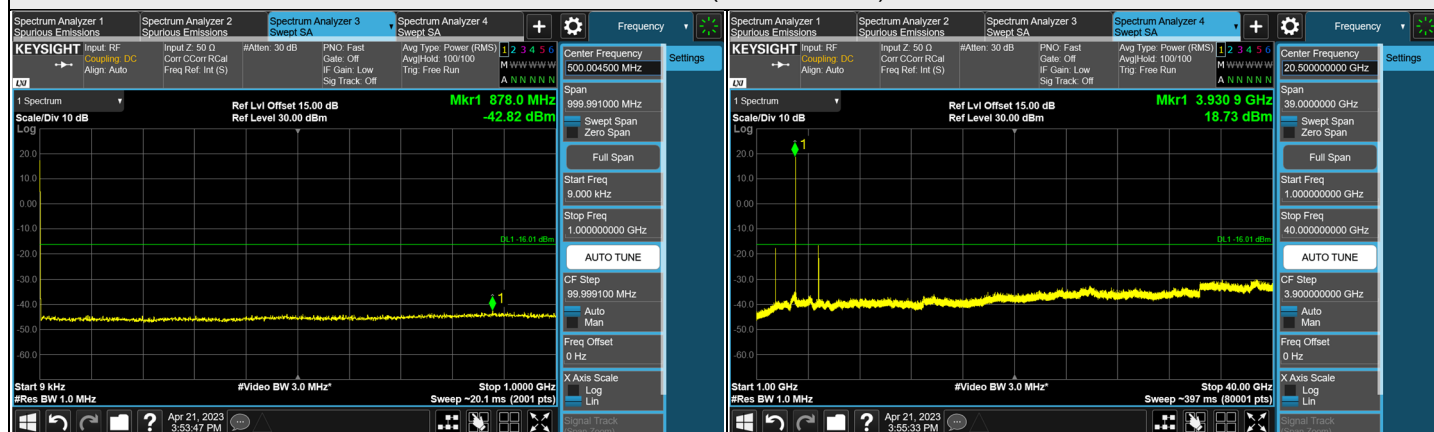 Spectrum Analyzer 1
Spurious Emissions
Spectrum Analyzer 2
Spurious Emissions
Spectrum Analyzer 3
Swept SA
Spectrum Analyzer 4
Swept SA
+
Frequency
KEYSIGHT
Input: RF
Coupling: DC
Align: Auto
Input Z: 50 Ω
Corr CCorr RCal
Freq Ref: Int (S)
#Atten: 30 dB
PNO: Fast
Gate: Off
IF Gain: Low
Sig Track: Off
Avg Type: Power (RMS)
Avg|Hold: 100/100
Trig: Free Run
1 2 3 4 5 6
M W W W W W
A N N N N N
LXI
Center Frequency
500.004500 MHz
Settings
1 Spectrum
Scale/Div 10 dB
Log
Ref Lvl Offset 15.00 dB
Ref Level 30.00 dBm
Mkr1 878.0 MHz
-42.82 dBm
Span
999.991000 MHz
Swept Span
Zero Span
Full Span
Start Freq
9.000 kHz
Stop Freq
1.000000000 GHz
AUTO TUNE
CF Step
99.999100 MHz
Auto
Man
Freq Offset
0 Hz
X Axis Scale
Log
Lin
Signal Track
20.0
10.0
0.00
-10.0
-20.0
-30.0
-40.0
-50.0
-60.0
DL1 -16.01 dBm
1
Start 9 kHz
#Res BW 1.0 MHz
#Video BW 3.0 MHz*
Stop 1.0000 GHz
Sweep ~20.1 ms (2001 pts)
?
Apr 21, 2023
3:53:47 PM
Spectrum Analyzer 1
Spurious Emissions
Spectrum Analyzer 2
Spurious Emissions
Spectrum Analyzer 3
Swept SA
Spectrum Analyzer 4
Swept SA
+
Frequency
KEYSIGHT
Input: RF
Coupling: DC
Align: Auto
Input Z: 50 Ω
Corr CCorr RCal
Freq Ref: Int (S)
#Atten: 30 dB
PNO: Fast
Gate: Off
IF Gain: Low
Sig Track: Off
Avg Type: Power (RMS)
Avg|Hold: 100/100
Trig: Free Run
1 2 3 4 5 6
M W W W W W
A N N N N N
LXI
Center Frequency
20.500000000 GHz
Settings
1 Spectrum
Scale/Div 10 dB
Log
Ref Lvl Offset 15.00 dB
Ref Level 30.00 dBm
Mkr1 3.930 9 GHz
18.73 dBm
Span
39.0000000 GHz
Swept Span
Zero Span
Full Span
Start Freq
1.000000000 GHz
Stop Freq
40.000000000 GHz
AUTO TUNE
CF Step
3.900000000 GHz
Auto
Man
Freq Offset
0 Hz
X Axis Scale
Log
Lin
Signal Track
20.0
10.0
0.00
-10.0
-20.0
-30.0
-40.0
-50.0
-60.0
DL1 -16.01 dBm
1
Start 1.00 GHz
#Res BW 1.0 MHz
#Video BW 3.0 MHz*
Stop 40.00 GHz
Sweep ~397 ms (80001 pts)
?
Apr 21, 2023
3:55:33 PM